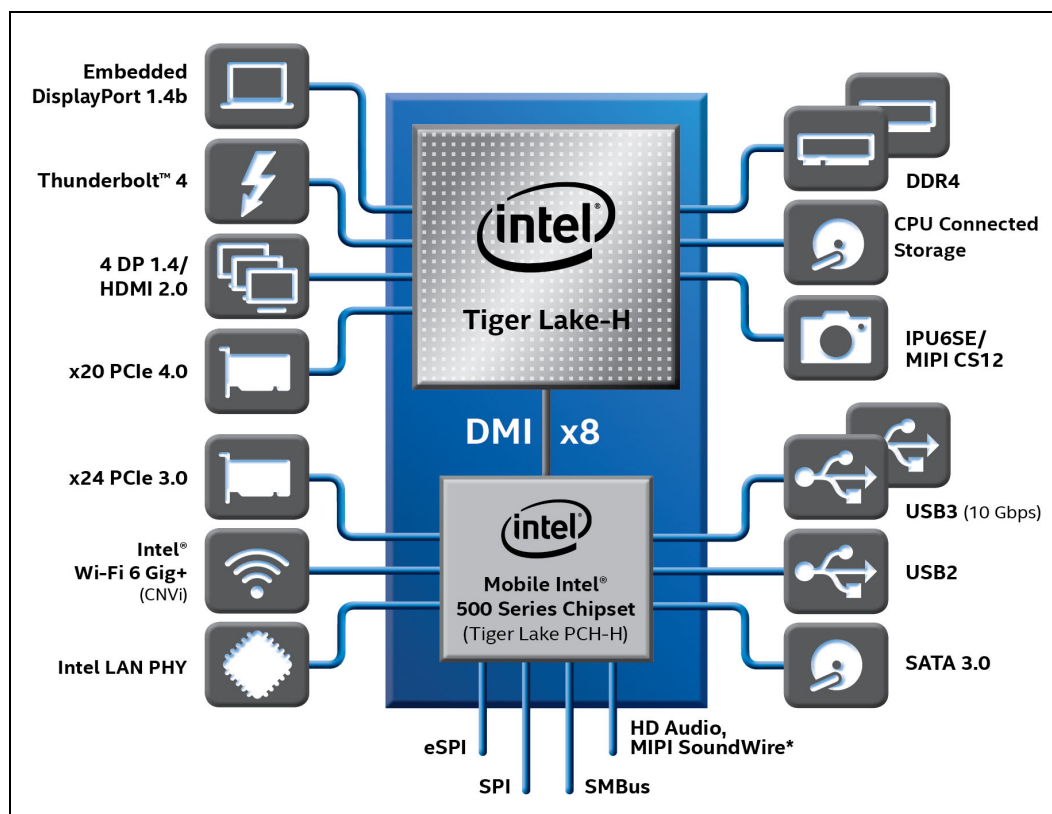 Embedded
DisplayPort 1.4b
Thunderbolt™ 4
4 DP 1.4/
HDMI 2.0
x20 PCIe 4.0
x24 PCIe 3.0
Intel®
Wi-Fi 6 Gig+
(CNVi)
Intel LAN PHY
intel®
Tiger Lake-H
DMI x8
intel®
Mobile Intel®
500 Series Chipset
(Tiger Lake PCH-H)
DDR4
CPU Connected
Storage
IPU6SE/
MIPI CS12
USB3 (10 Gbps)
USB2
SATA 3.0
eSPI
SPI
SMBus
HD Audio,
MIPI SoundWire*